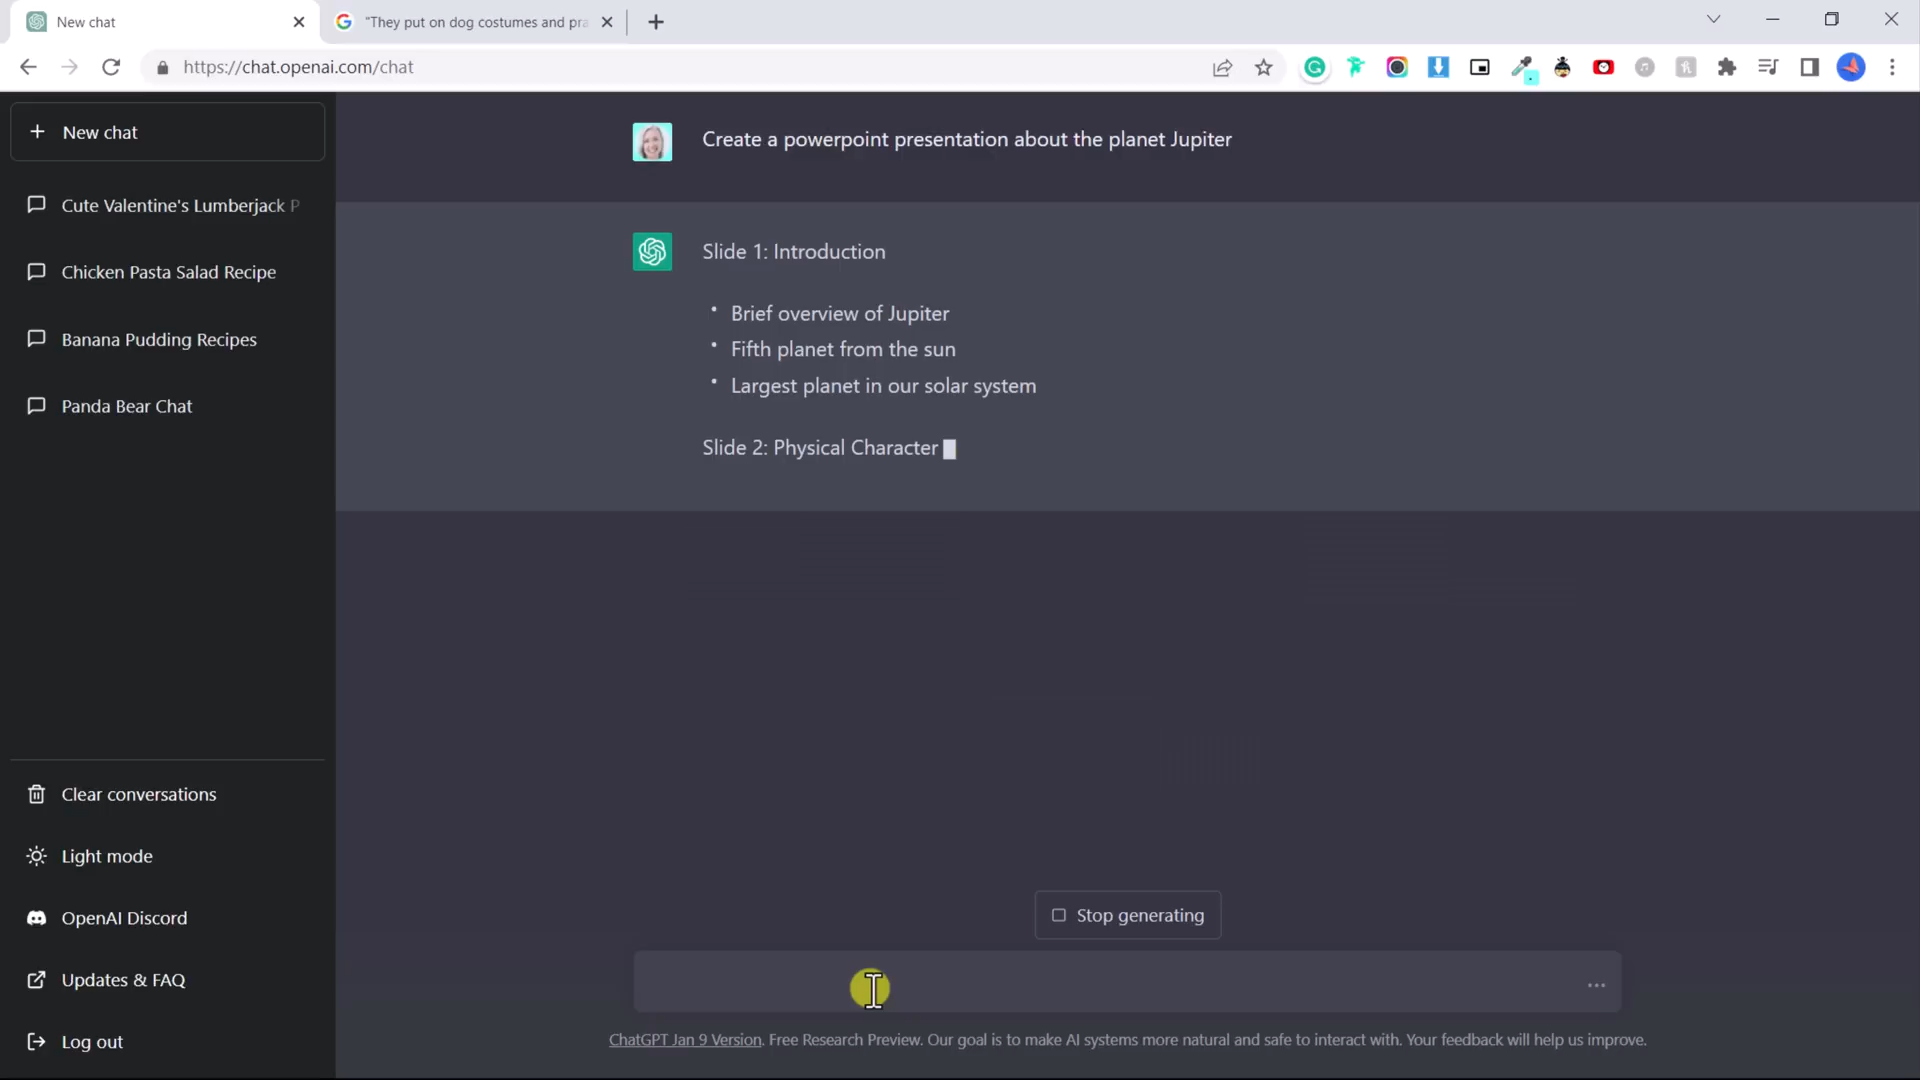 New chat
"They put on dog costumes and pra
https://chat.openai.com/chat
New chat
Cute Valentine's Lumberjack P
Chicken Pasta Salad Recipe
Banana Pudding Recipes
Panda Bear Chat
Clear conversations
Light mode
OpenAI Discord
Updates & FAQ
Log out
Create a powerpoint presentation about the planet Jupiter
Slide 1: Introduction
• Brief overview of Jupiter
• Fifth planet from the sun
• Largest planet in our solar system
Slide 2: Physical Character
Stop generating
ChatGPT Jan 9 Version. Free Research Preview. Our goal is to make AI systems more natural and safe to interact with. Your feedback will help us improve.